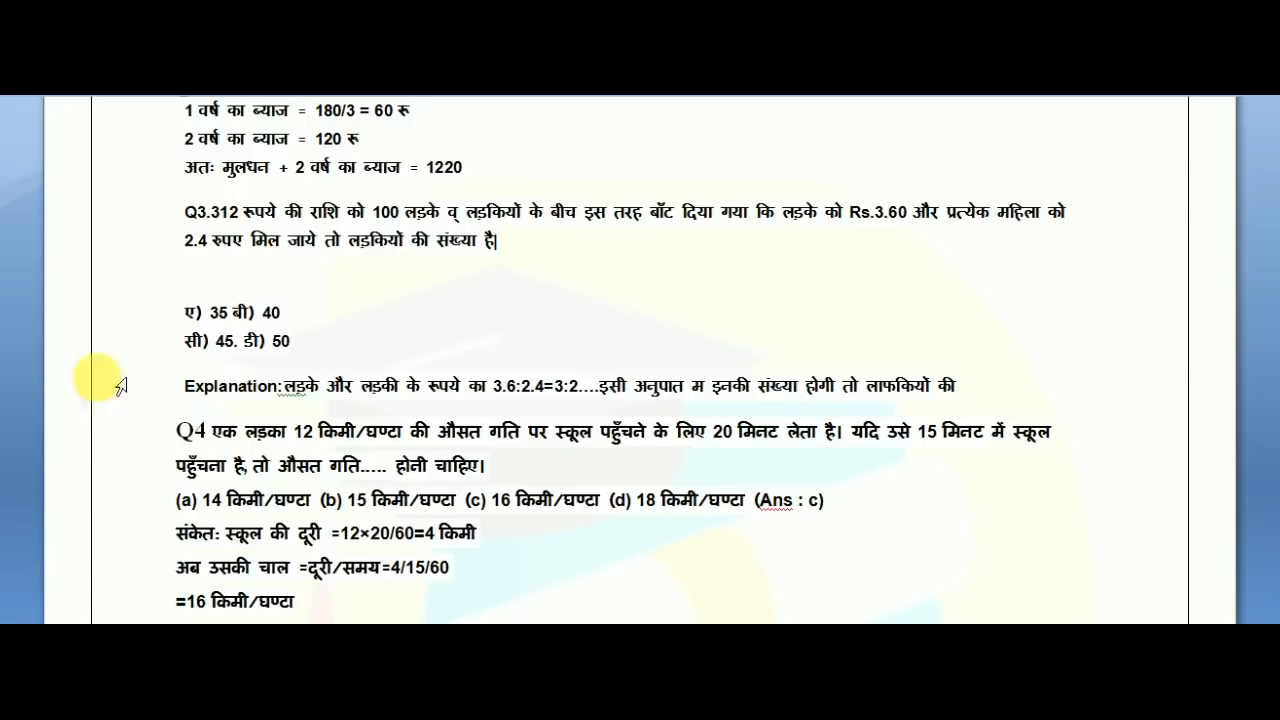 1 वर्ष का ब्याज = 180/3 = 60 रू
2 वर्ष का ब्याज = 120 रू
अतः मुलधन + 2 वर्ष का ब्याज = 1220
Q3.312 रूपये की राशि को 100 लड़के व् लड़कियों के बीच इस तरह बाँट दिया गया कि लड़के को Rs.3.60 और प्रत्येक महिला को
2.4 रुपए मिल जाये तो लड़कियों की संख्या है|
ए) 35 बी) 40
सी) 45. डी) 50
Explanation:लड़के और लड़की के रूपये का 3.6:2.4=3:2....इसी अनुपात म इनकी संख्या होगी तो लाफकियों की
Q4 एक लड़का 12 किमी/घण्टा की औसत गति पर स्कूल पहुँचने के लिए 20 मिनट लेता है। यदि उसे 15 मिनट में स्कूल
पहुँचना है, तो औसत गति..... होनी चाहिए।
(a) 14 किमी/घण्टा (b) 15 किमी/घण्टा (c) 16 किमी/घण्टा (d) 18 किमी/घण्टा (Ans : c)
संकेत: स्कूल की दूरी =12×20/60=4 किमी
अब उसकी चाल =दूरी/समय=4/15/60
=16 किमी/घण्टा